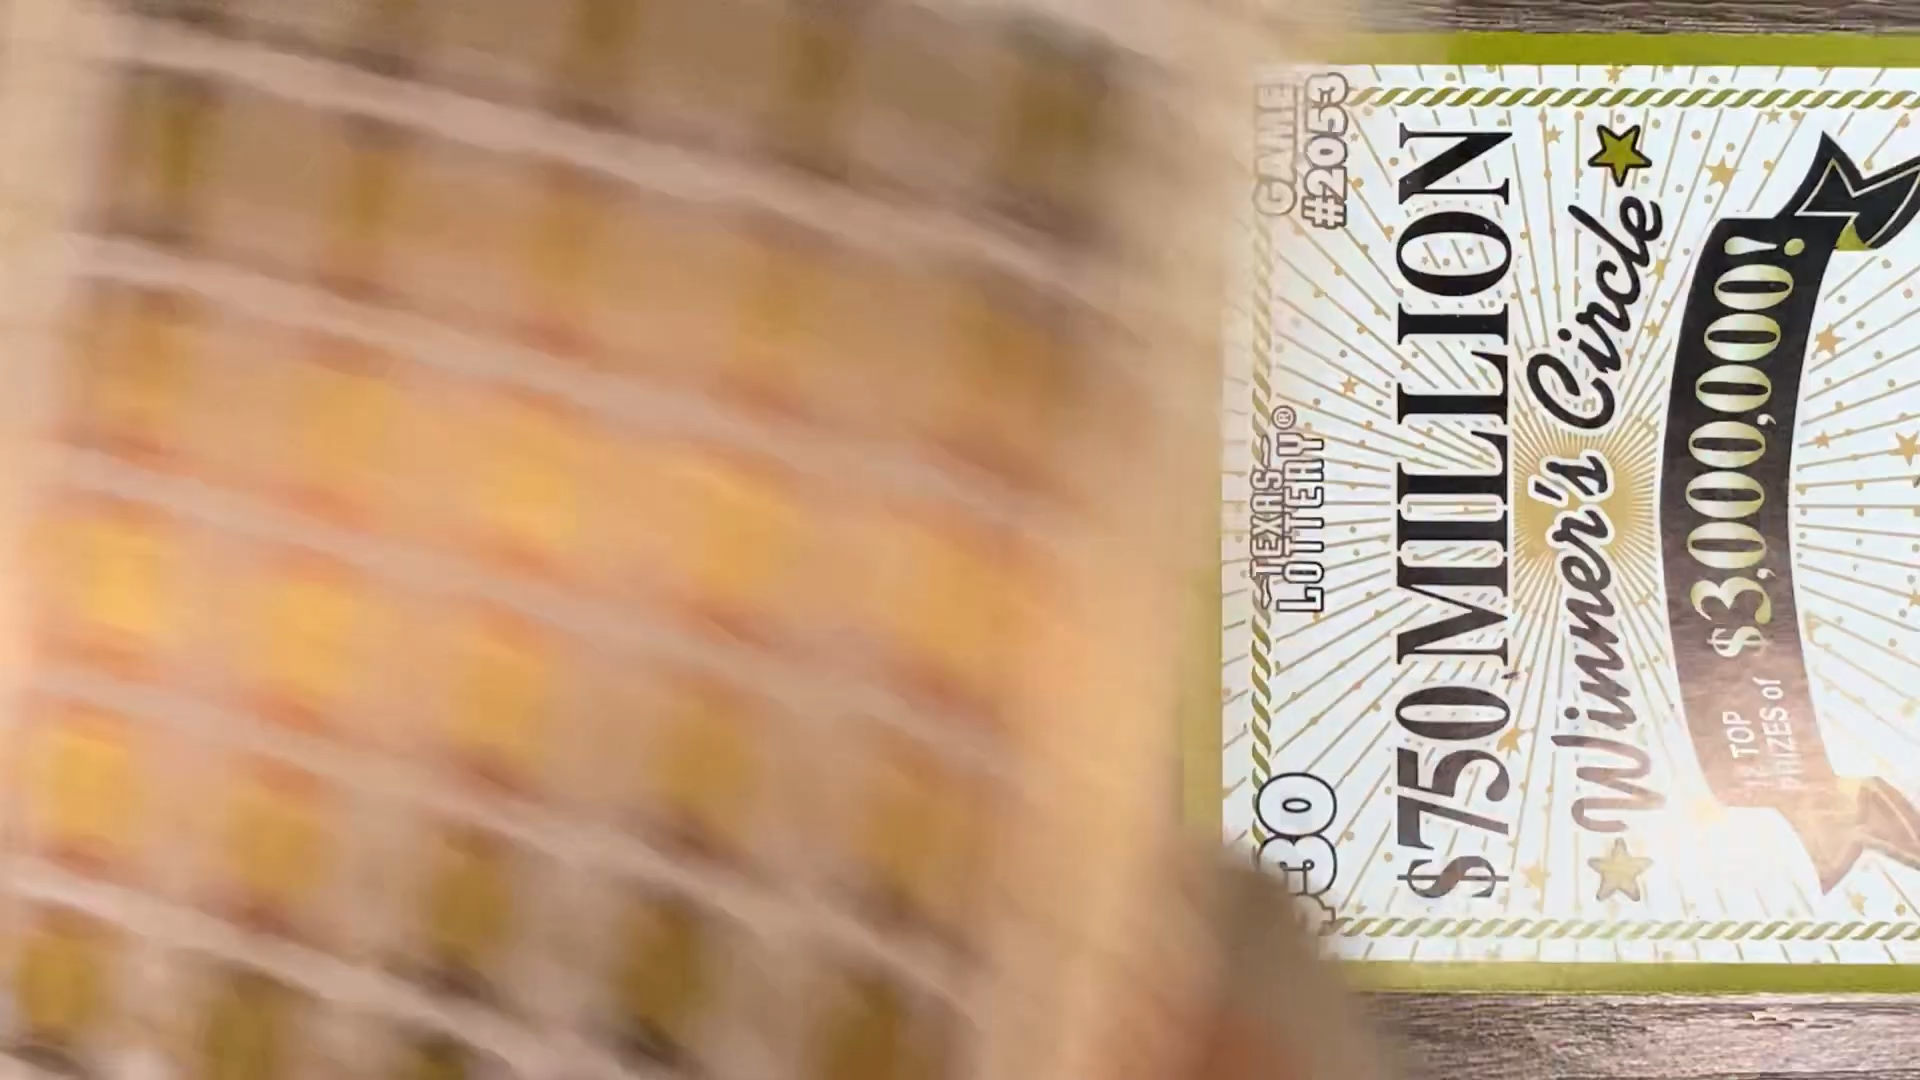 GAME
#2053
TEXAS
LOTTERY®
$30
$750 MILLION
Winner's Circle
TOP
PRIZES of
$3,000,000!